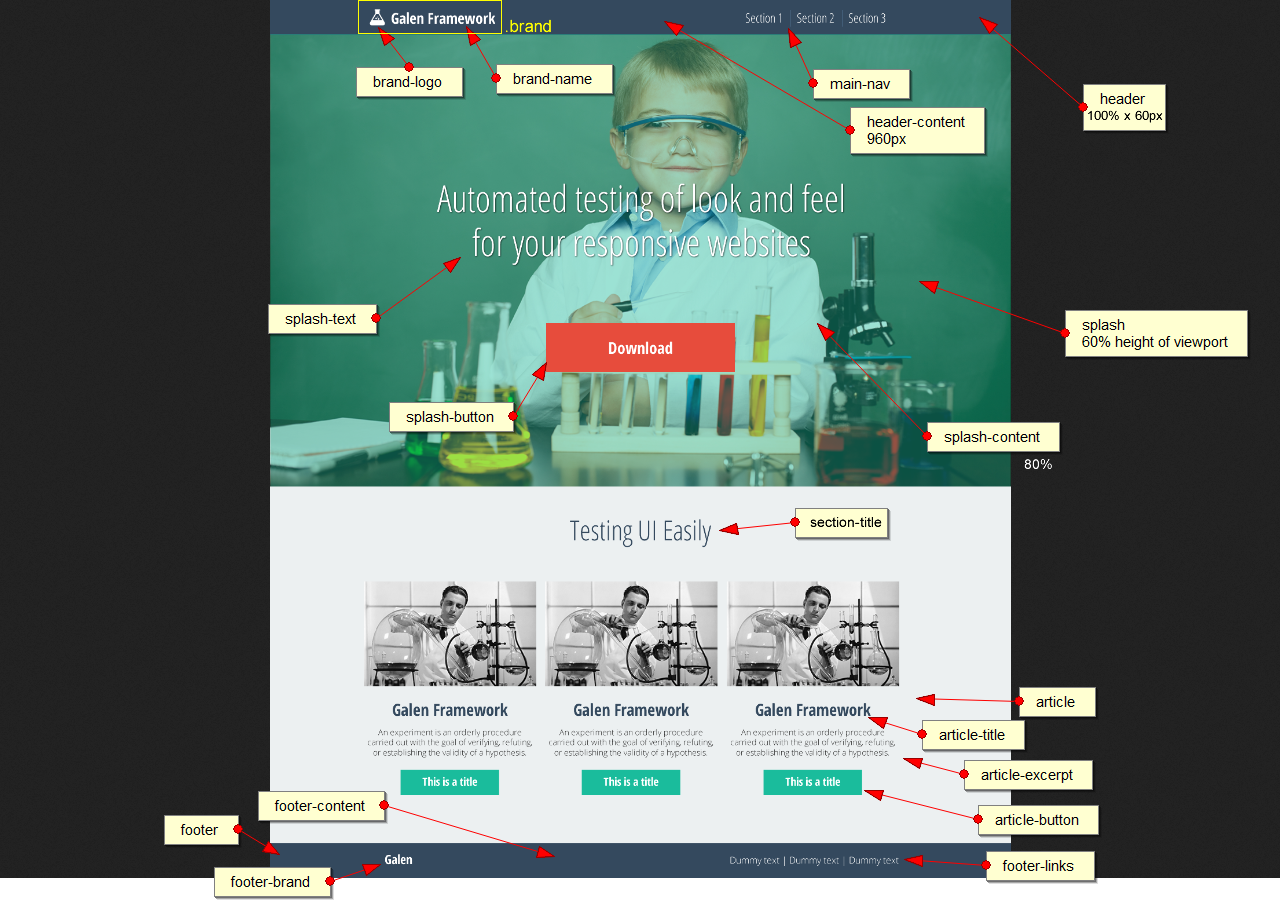 Galen Framework
.brand
Section 1 Section 2 Section 3
brand-logo
brand-name
main-nav
header
100% x 60px
header-content
960px
Automated testing of look and feel
for your responsive websites
splash-text
splash
60% height of viewport
Download
splash-button
splash-content
80%
Testing UI Easily
section-title
article
Galen Framework
Galen Framework
Galen Framework
article-title
An experiment is an orderly procedure
carried out with the goal of verifying, refuting,
or establishing the validity of a hypothesis.
An experiment is an orderly procedure
carried out with the goal of verifying, refuting,
or establishing the validity of a hypothesis.
An experiment is an orderly procedure
carried out with the goal of verifying, refuting,
or establishing the validity of a hypothesis.
article-excerpt
This is a title
This is a title
This is a title
article-button
footer-content
footer
Galen
Dummy text | Dummy text | Dummy text
footer-links
footer-brand